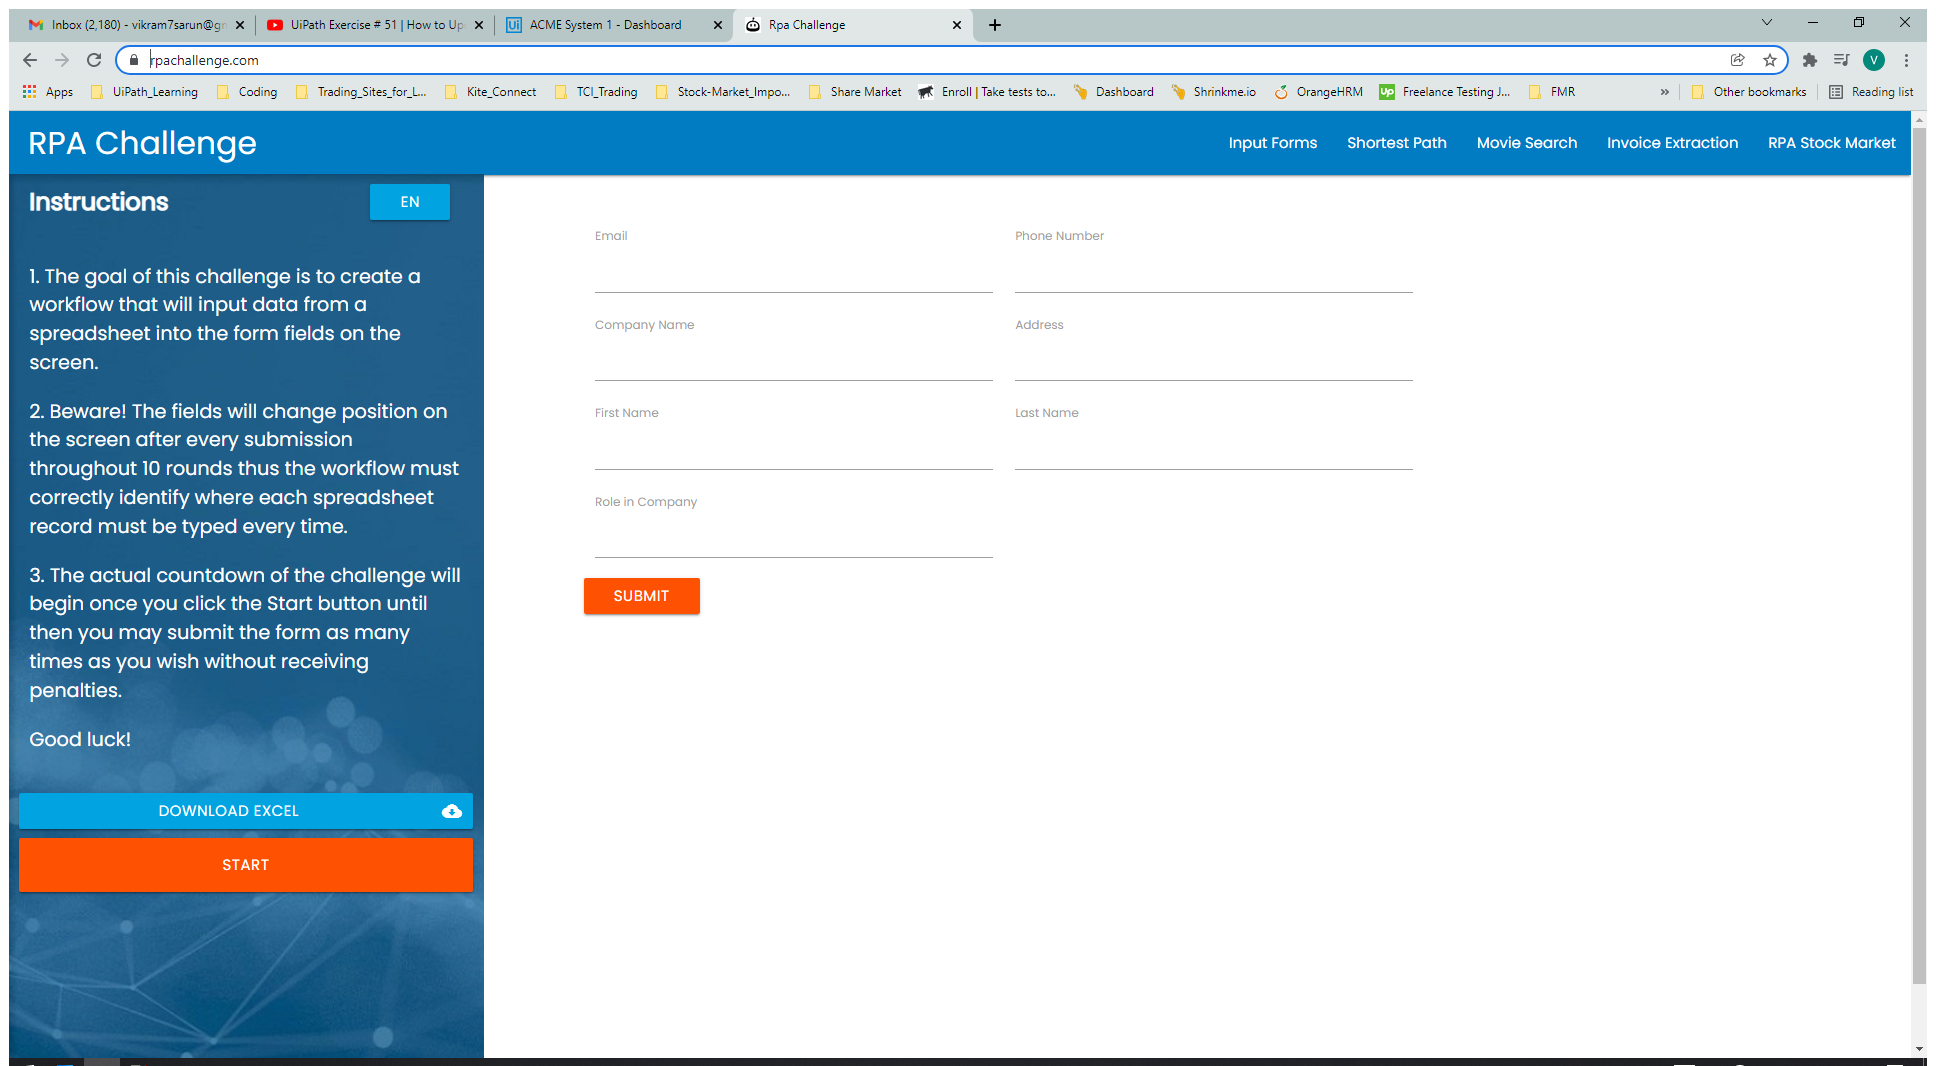 Inbox (2,180) - vikram7sarun@gm
UiPath Exercise # 51 | How to Up
ACME System 1 - Dashboard
Rpa Challenge
rpachallenge.com
V
Apps
UiPath_Learning
Coding
Trading_Sites_for_L...
Kite_Connect
TCI_Trading
Stock-Market_Impo...
Share Market
Enroll | Take tests to...
Dashboard
Shrinkme.io
OrangeHRM
Up
Freelance Testing J...
FMR
»
Other bookmarks
Reading list
RPA Challenge
Input Forms
Shortest Path
Movie Search
Invoice Extraction
RPA Stock Market
Instructions
EN
1. The goal of this challenge is to create a
workflow that will input data from a
spreadsheet into the form fields on the
screen.
2. Beware! The fields will change position on
the screen after every submission
throughout 10 rounds thus the workflow must
correctly identify where each spreadsheet
record must be typed every time.
3. The actual countdown of the challenge will
begin once you click the Start button until
then you may submit the form as many
times as you wish without receiving
penalties.
Good luck!
DOWNLOAD EXCEL
START
Email
Phone Number
Company Name
Address
First Name
Last Name
Role in Company
SUBMIT